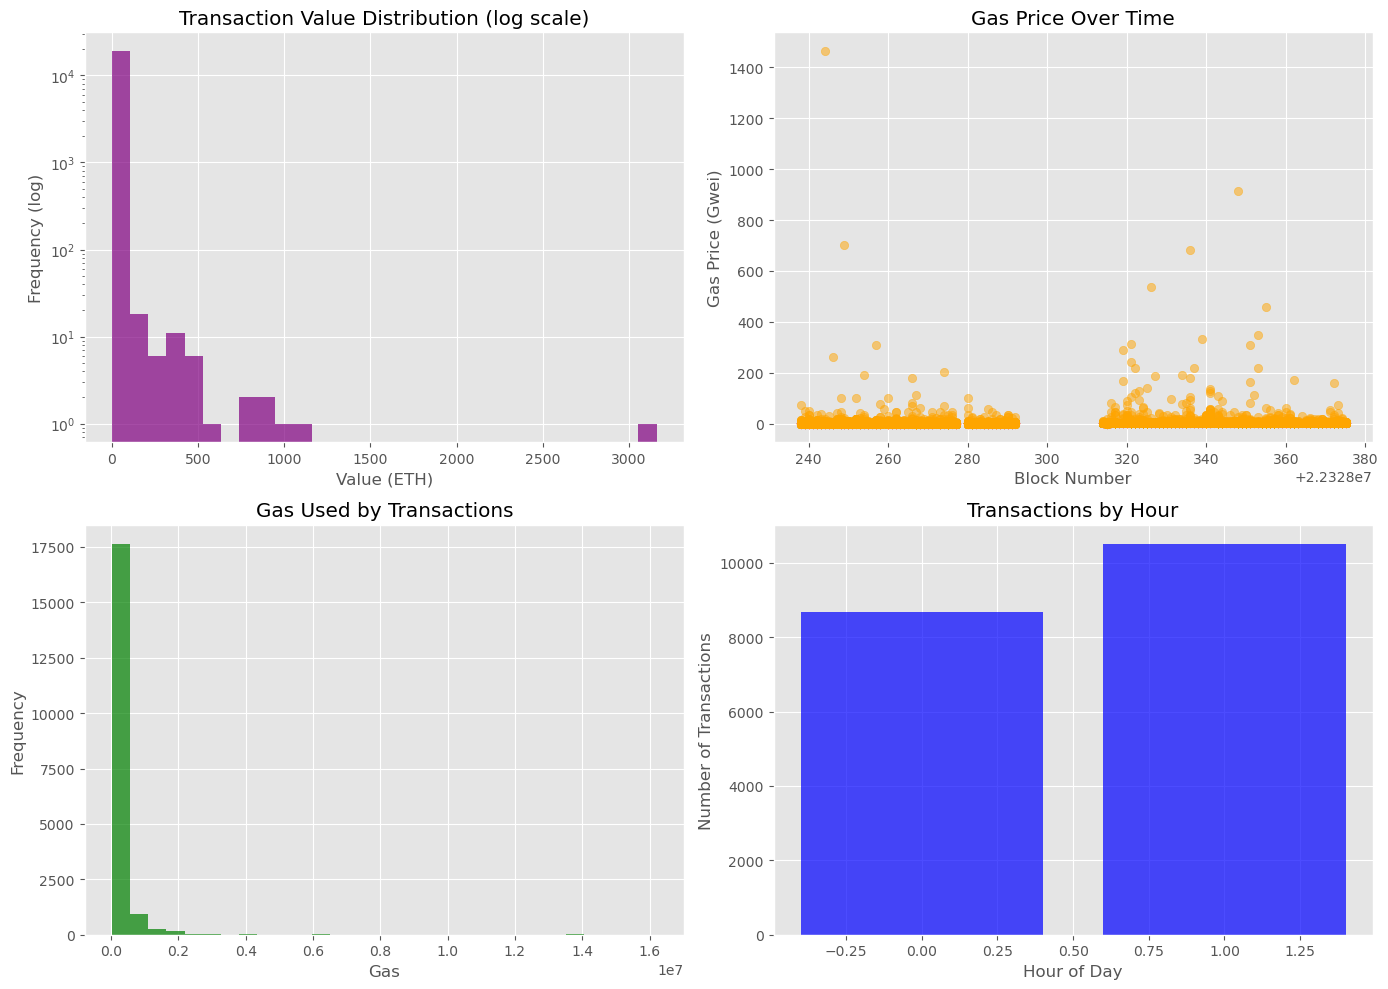 Transaction Value Distribution (log scale)
Frequency (log)
10⁴
10³
10²
10¹
10⁰
0 500 1000 1500 2000 2500 3000
Value (ETH)
Gas Price Over Time
Gas Price (Gwei)
1400
1200
1000
800
600
400
200
0
240 260 280 300 320 340 360 380
Block Number
+2.2328e7
Gas Used by Transactions
Frequency
17500
15000
12500
10000
7500
5000
2500
0
0.0 0.2 0.4 0.6 0.8 1.0 1.2 1.4 1.6
Gas
1e7
Transactions by Hour
Number of Transactions
10000
8000
6000
4000
2000
0
−0.25 0.00 0.25 0.50 0.75 1.00 1.25
Hour of Day